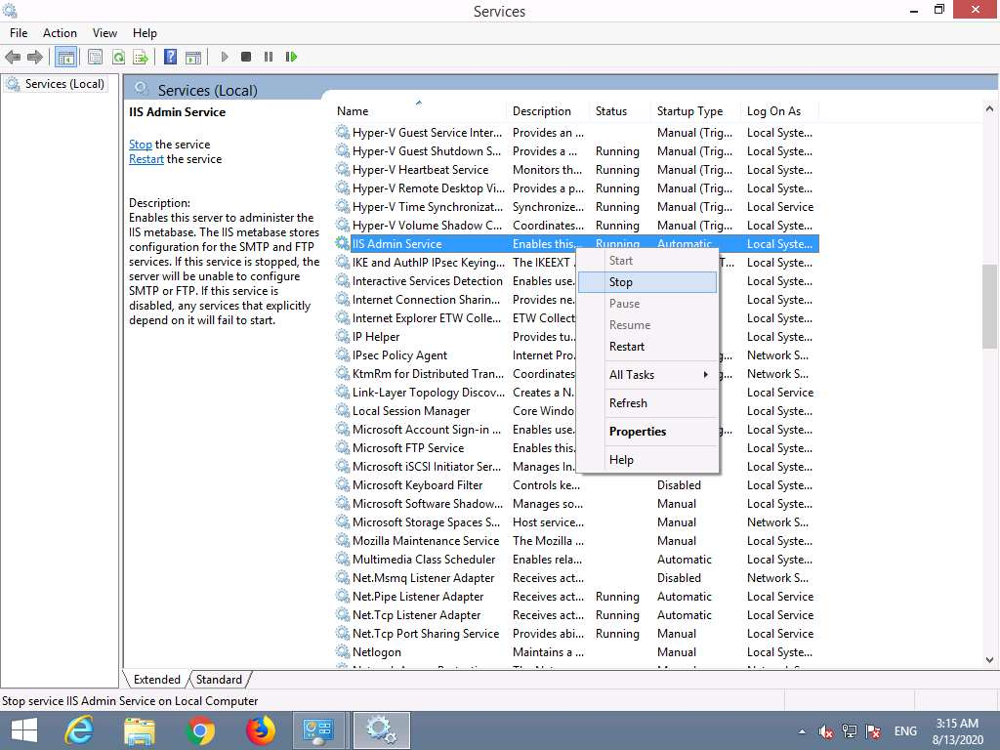 Services
File Action View Help
Services (Local)
Services (Local)
IIS Admin Service
Stop the service
Restart the service
Description:
Enables this server to administer the
IIS metabase. The IIS metabase stores
configuration for the SMTP and FTP
services. If this service is stopped, the
server will be unable to configure
SMTP or FTP. If this service is
disabled, any services that explicitly
depend on it will fail to start.
Name Description Status Startup Type Log On As
Hyper-V Guest Service Inter... Provides an ... Manual (Trig... Local Syste...
Hyper-V Guest Shutdown S... Provides a ... Running Manual (Trig... Local Syste...
Hyper-V Heartbeat Service Monitors th... Running Manual (Trig... Local Syste...
Hyper-V Remote Desktop Vi... Provides a p... Running Manual (Trig... Local Syste...
Hyper-V Time Synchronizat... Synchronize... Running Manual (Trig... Local Service
Hyper-V Volume Shadow C... Coordinates... Running Manual (Trig... Local Syste...
IIS Admin Service Enables this... Running Automatic Local Syste...
IKE and AuthIP IPsec Keying... The IKEEXT T... Local Syste...
Interactive Services Detection Enables use. Local Syste...
Internet Connection Sharin... Provides ne. Local Syste...
Internet Explorer ETW Colle... ETW Collect Local Syste...
IP Helper Provides tu.. Local Syste...
IPsec Policy Agent Internet Pro. g... Network S...
KtmRm for Distributed Tran... Coordinates g... Network S...
Link-Layer Topology Discov... Creates a N. Local Service
Local Session Manager Core Windo Local Syste...
Microsoft Account Sign-in ... Enables use. g... Local Syste...
Microsoft FTP Service Enables this Local Syste...
Microsoft iSCSI Initiator Ser... Manages In. Local Syste...
Microsoft Keyboard Filter Controls ke... Disabled Local Syste...
Microsoft Software Shadow... Manages so... Manual Local Syste...
Microsoft Storage Spaces S... Host service... Manual Network S...
Mozilla Maintenance Service The Mozilla ... Manual Local Syste...
Multimedia Class Scheduler Enables rela... Automatic Local Syste...
Net.Msmq Listener Adapter Receives act... Disabled Network S...
Net.Pipe Listener Adapter Receives act... Running Automatic Local Service
Net.Tcp Listener Adapter Receives act... Running Automatic Local Service
Net.Tcp Port Sharing Service Provides abi... Running Manual Local Service
Netlogon Maintains a ... Manual Local Syste...
Start
Stop
Pause
Resume
Restart
All Tasks
Refresh
Properties
Help
Extended Standard
Stop service IIS Admin Service on Local Computer
ENG
3:15 AM
8/13/2020